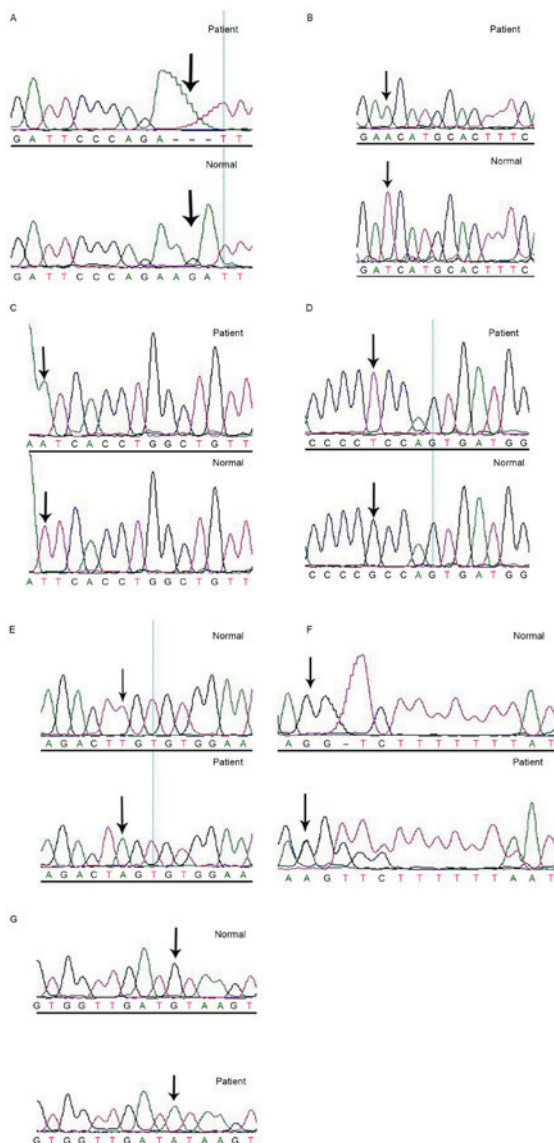 A
Patient
G A T T C C C A G A - - - T T
Normal
G A T T C C C A G A A G A T T
B
Patient
G A A C A T G C A C T T T C
Normal
G A T C A T G C A C T T T C
C
Patient
A A T C A C C T G G C T G T T
Normal
A T T C A C C T G G C T G T T
D
Patient
C C C C T C C A G T G A T G G
Normal
C C C C G C C A G T G A T G G
E
Normal
A G A C T T G T G T G G A A
Patient
A G A C T A G T G T G G A A
F
Normal
A G G - T C T T T T T T A T
Patient
A A G T T C T T T T T A A T
G
Normal
G T G G T T G A T G T A A G T
Patient
G T G G T T G A T A T A A G T